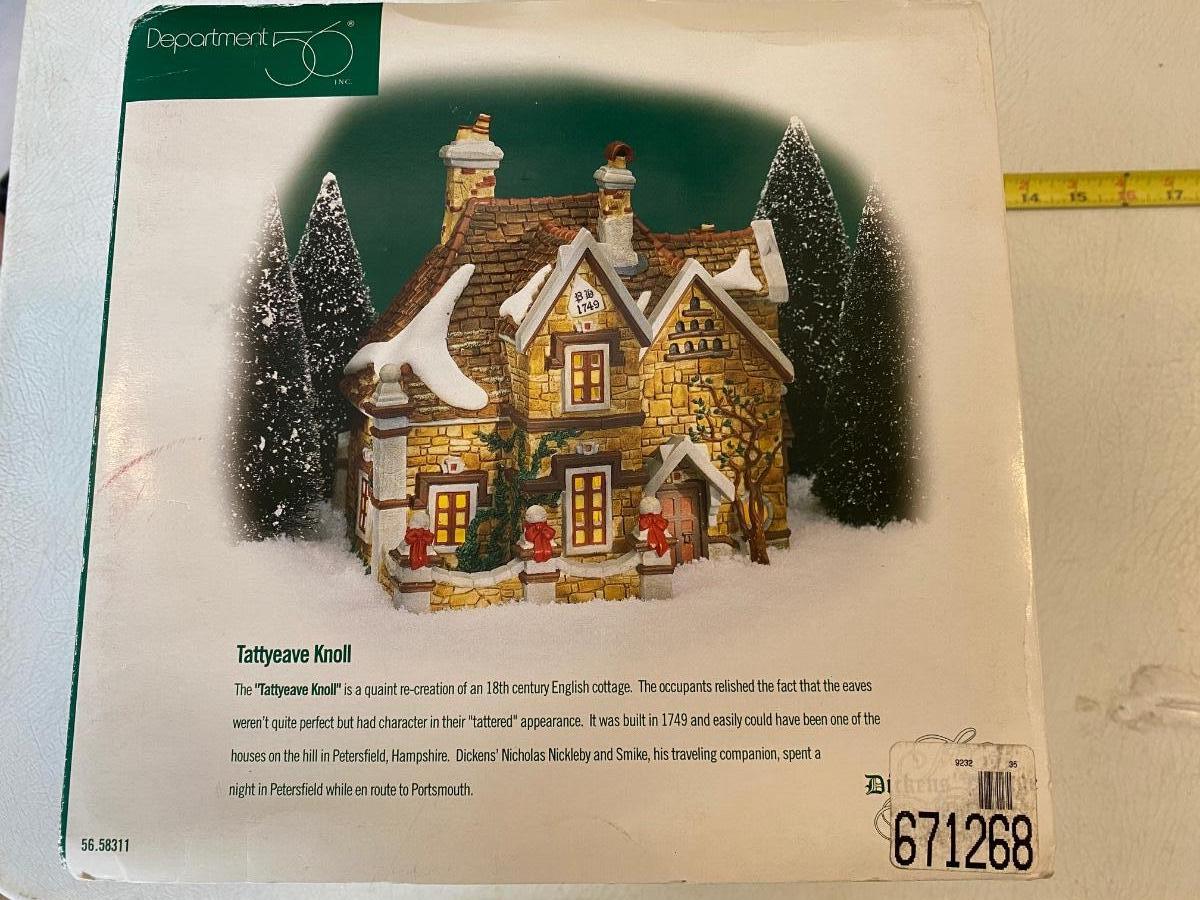 Department 56®
INC.
14 15 16 17
B D
1749
Tattyeave Knoll
The "Tattyeave Knoll" is a quaint re-creation of an 18th century English cottage. The occupants relished the fact that the eaves
weren't quite perfect but had character in their "tattered" appearance. It was built in 1749 and easily could have been one of the
houses on the hill in Petersfield, Hampshire. Dickens' Nicholas Nickleby and Smike, his traveling companion, spent a
night in Petersfield while en route to Portsmouth.
9232 35
Dickens'
671268
56.58311